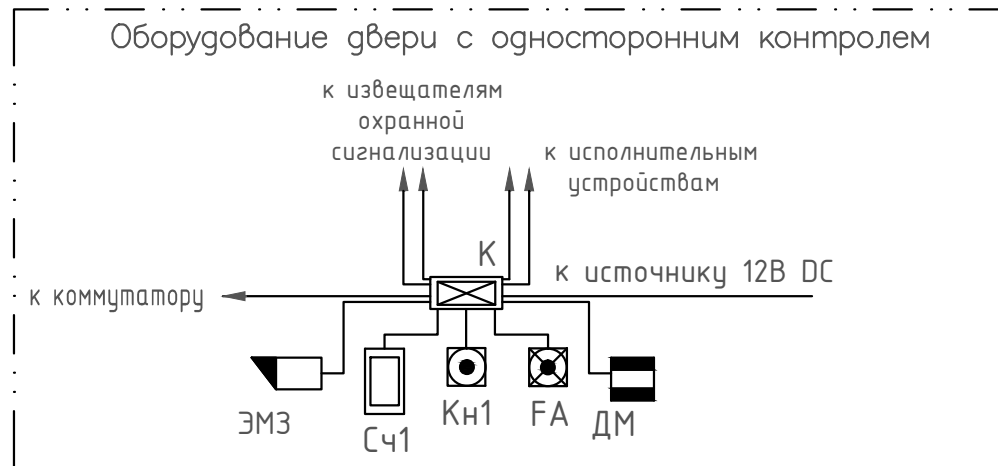 Оборудование двери с односторонним контролем
к извещателям
охранной
сигнализации
к исполнительным
устройствам
К
к источнику 12В DC
к коммутатору
ЭМЗ
Сч1
Кн1
FA
ДМ